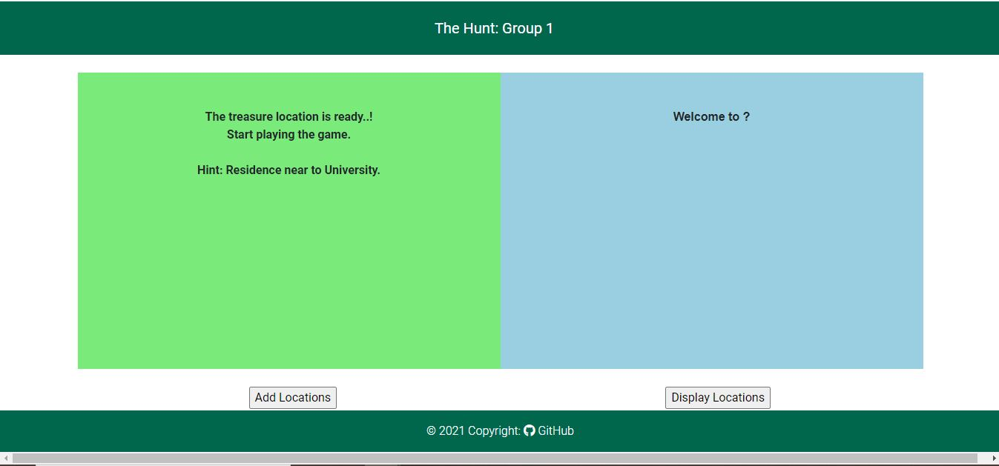 The Hunt: Group 1
The treasure location is ready..!
Start playing the game.
Hint: Residence near to University.
Welcome to ?
Add Locations
Display Locations
© 2021 Copyright: GitHub